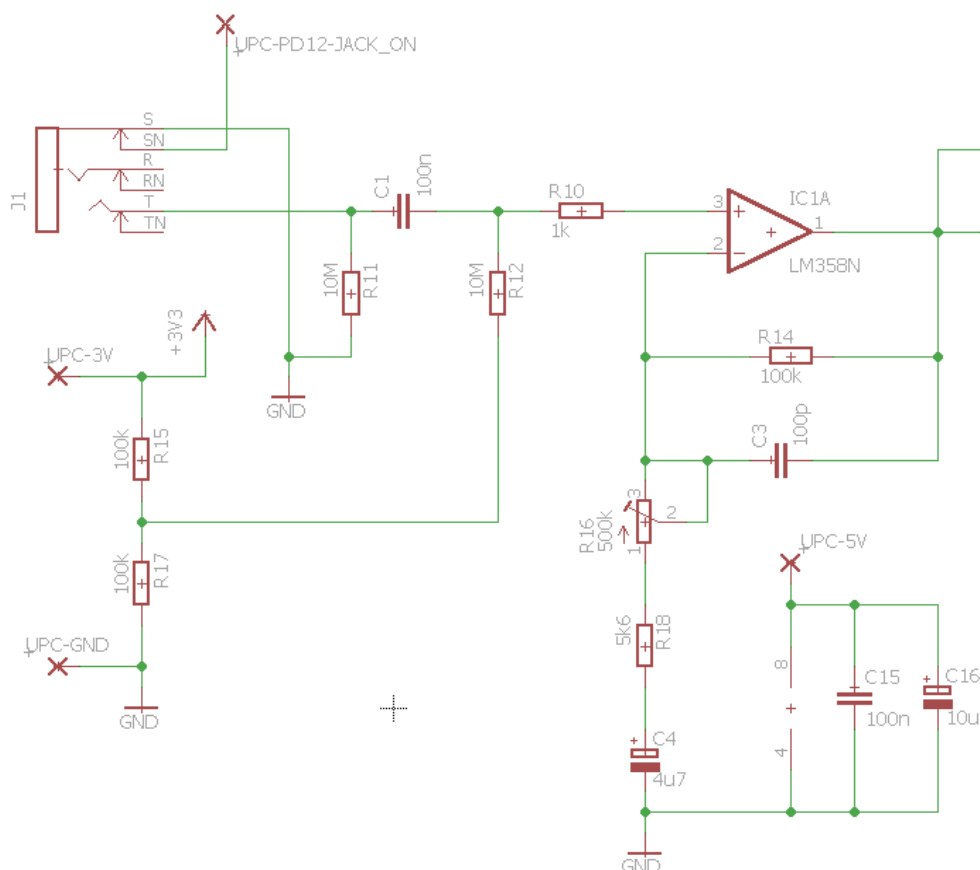 UPC-PD12-JACK_ON
J1
S
SN
R
RN
T
TN
C1
100n
R10
1k
3
2
1
IC1A
LM358N
10M
R11
10M
R12
+3V3
UPC-3V
GND
R14
100k
C3
100p
100k
R15
R16
500k
3
2
1
100k
R17
UPC-GND
GND
5k6
R18
UPC-5V
8
4
C15
100n
C16
10u
C4
4u7
GND